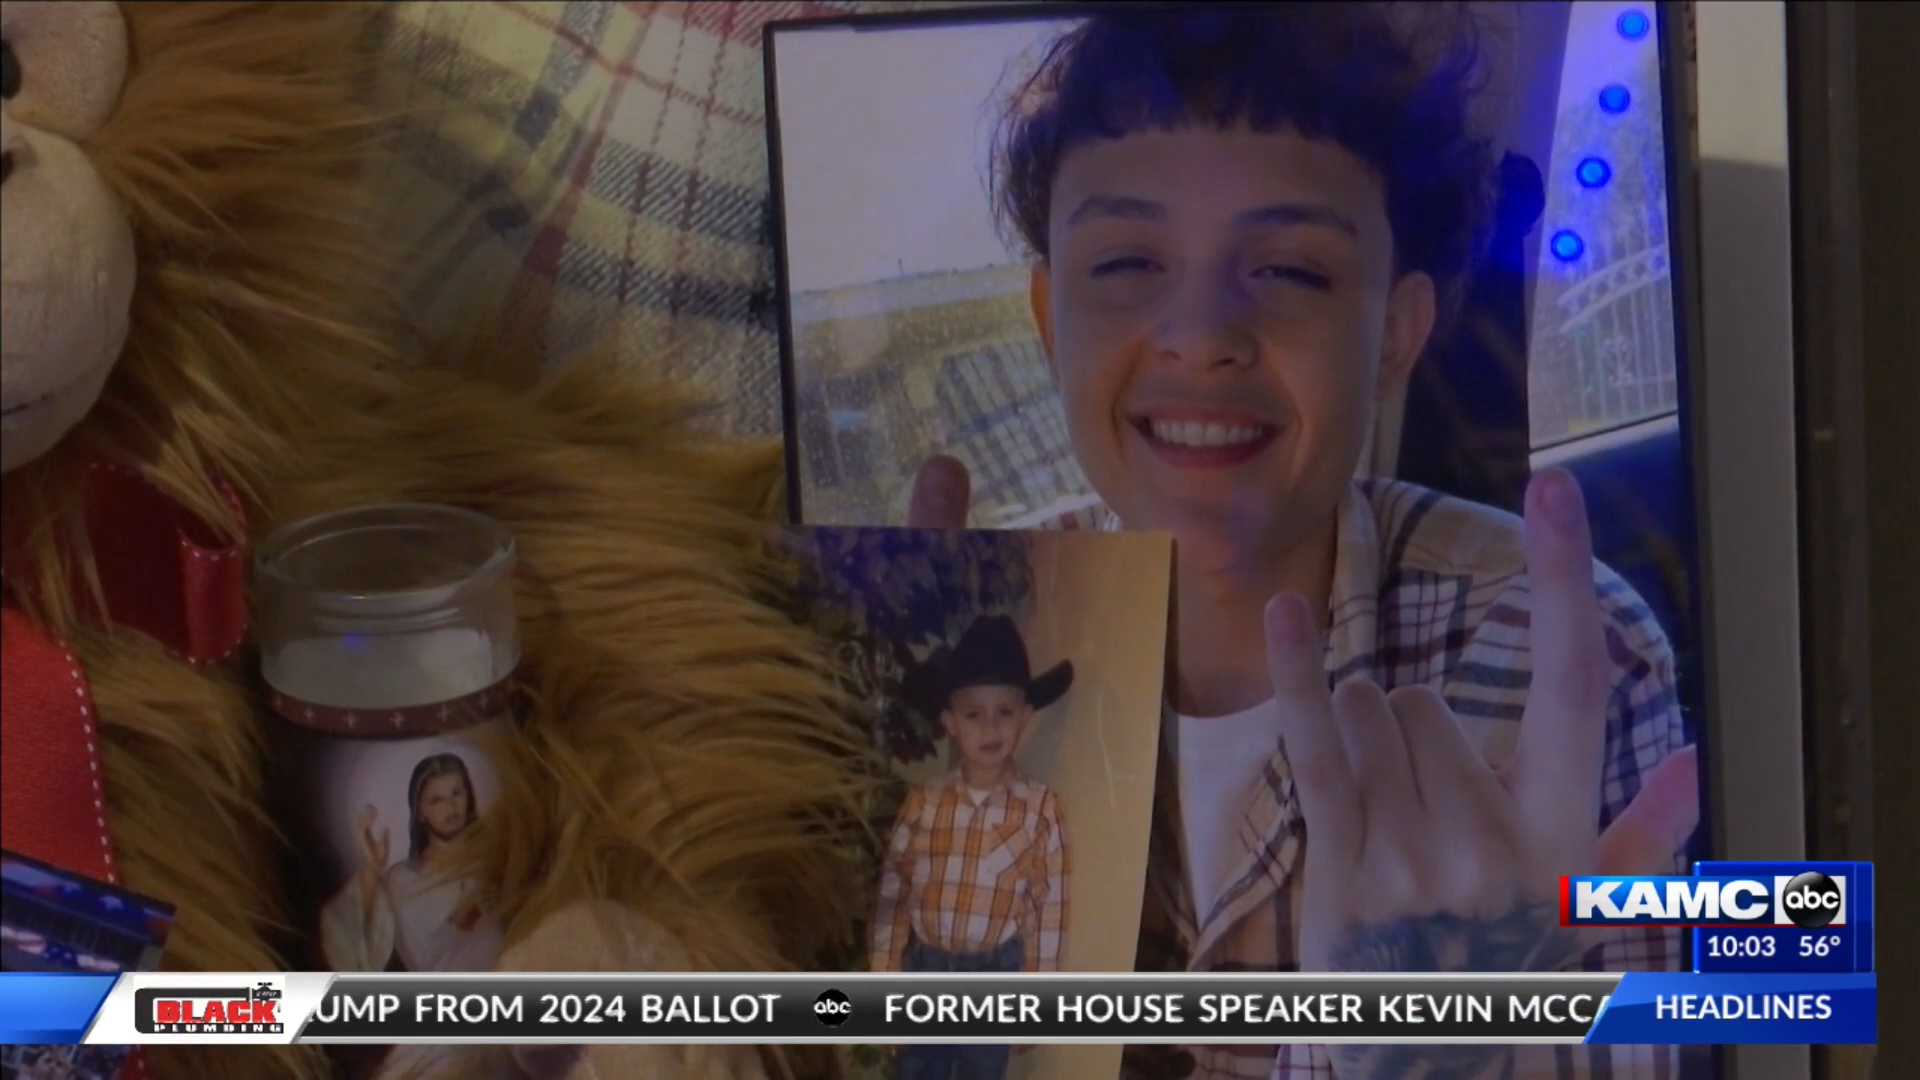 KAMC abc
10:03 56°
BLACK
PLUMBING
UMP FROM 2024 BALLOT abc FORMER HOUSE SPEAKER KEVIN MCCA
HEADLINES